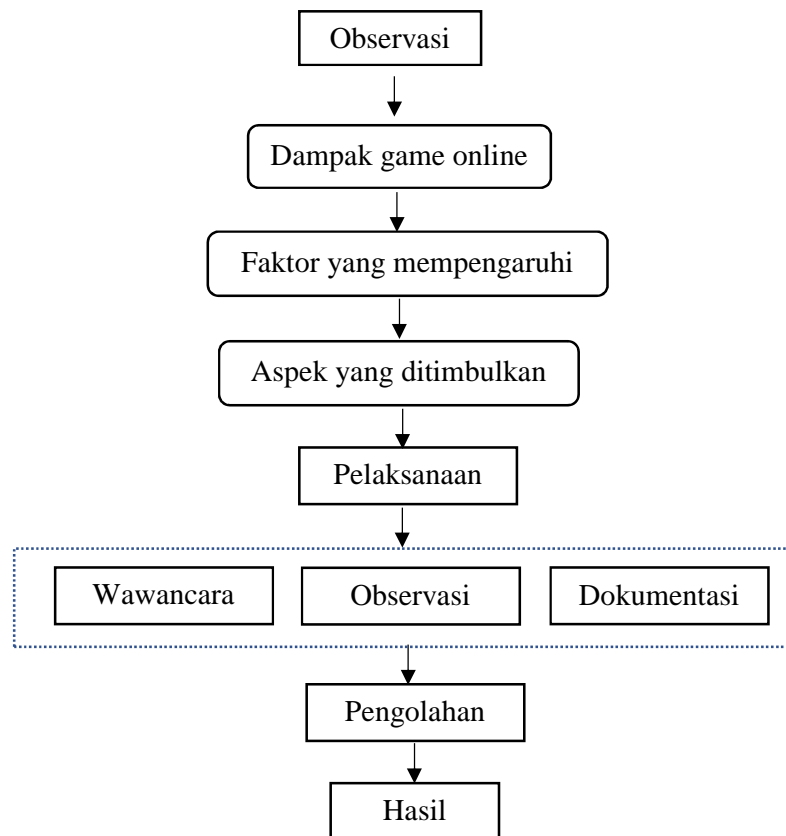 Observasi
Dampak game online
Faktor yang mempengaruhi
Aspek yang ditimbulkan
Pelaksanaan
Wawancara
Observasi
Dokumentasi
Pengolahan
Hasil